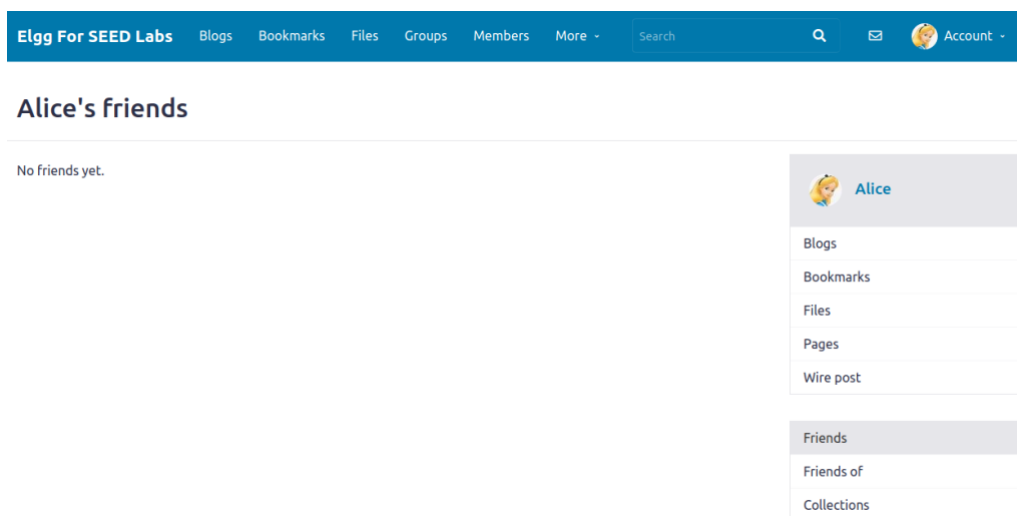 Elgg For SEED Labs Blogs Bookmarks Files Groups Members More Search Account
Alice's friends
No friends yet.
Alice
Blogs
Bookmarks
Files
Pages
Wire post
Friends
Friends of
Collections